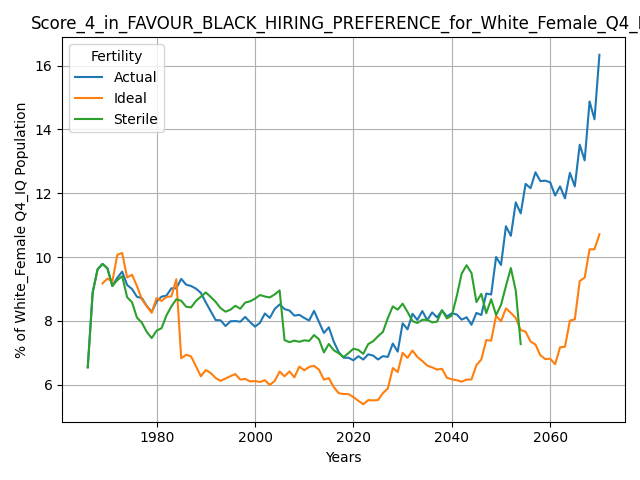 Score_4_in_FAVOUR_BLACK_HIRING_PREFERENCE_for_White_Female_Q4_I
Fertility
Actual
Ideal
Sterile
% of White_Female Q4_IQ Population
16
14
12
10
8
6
1980
2000
2020
2040
2060
Years